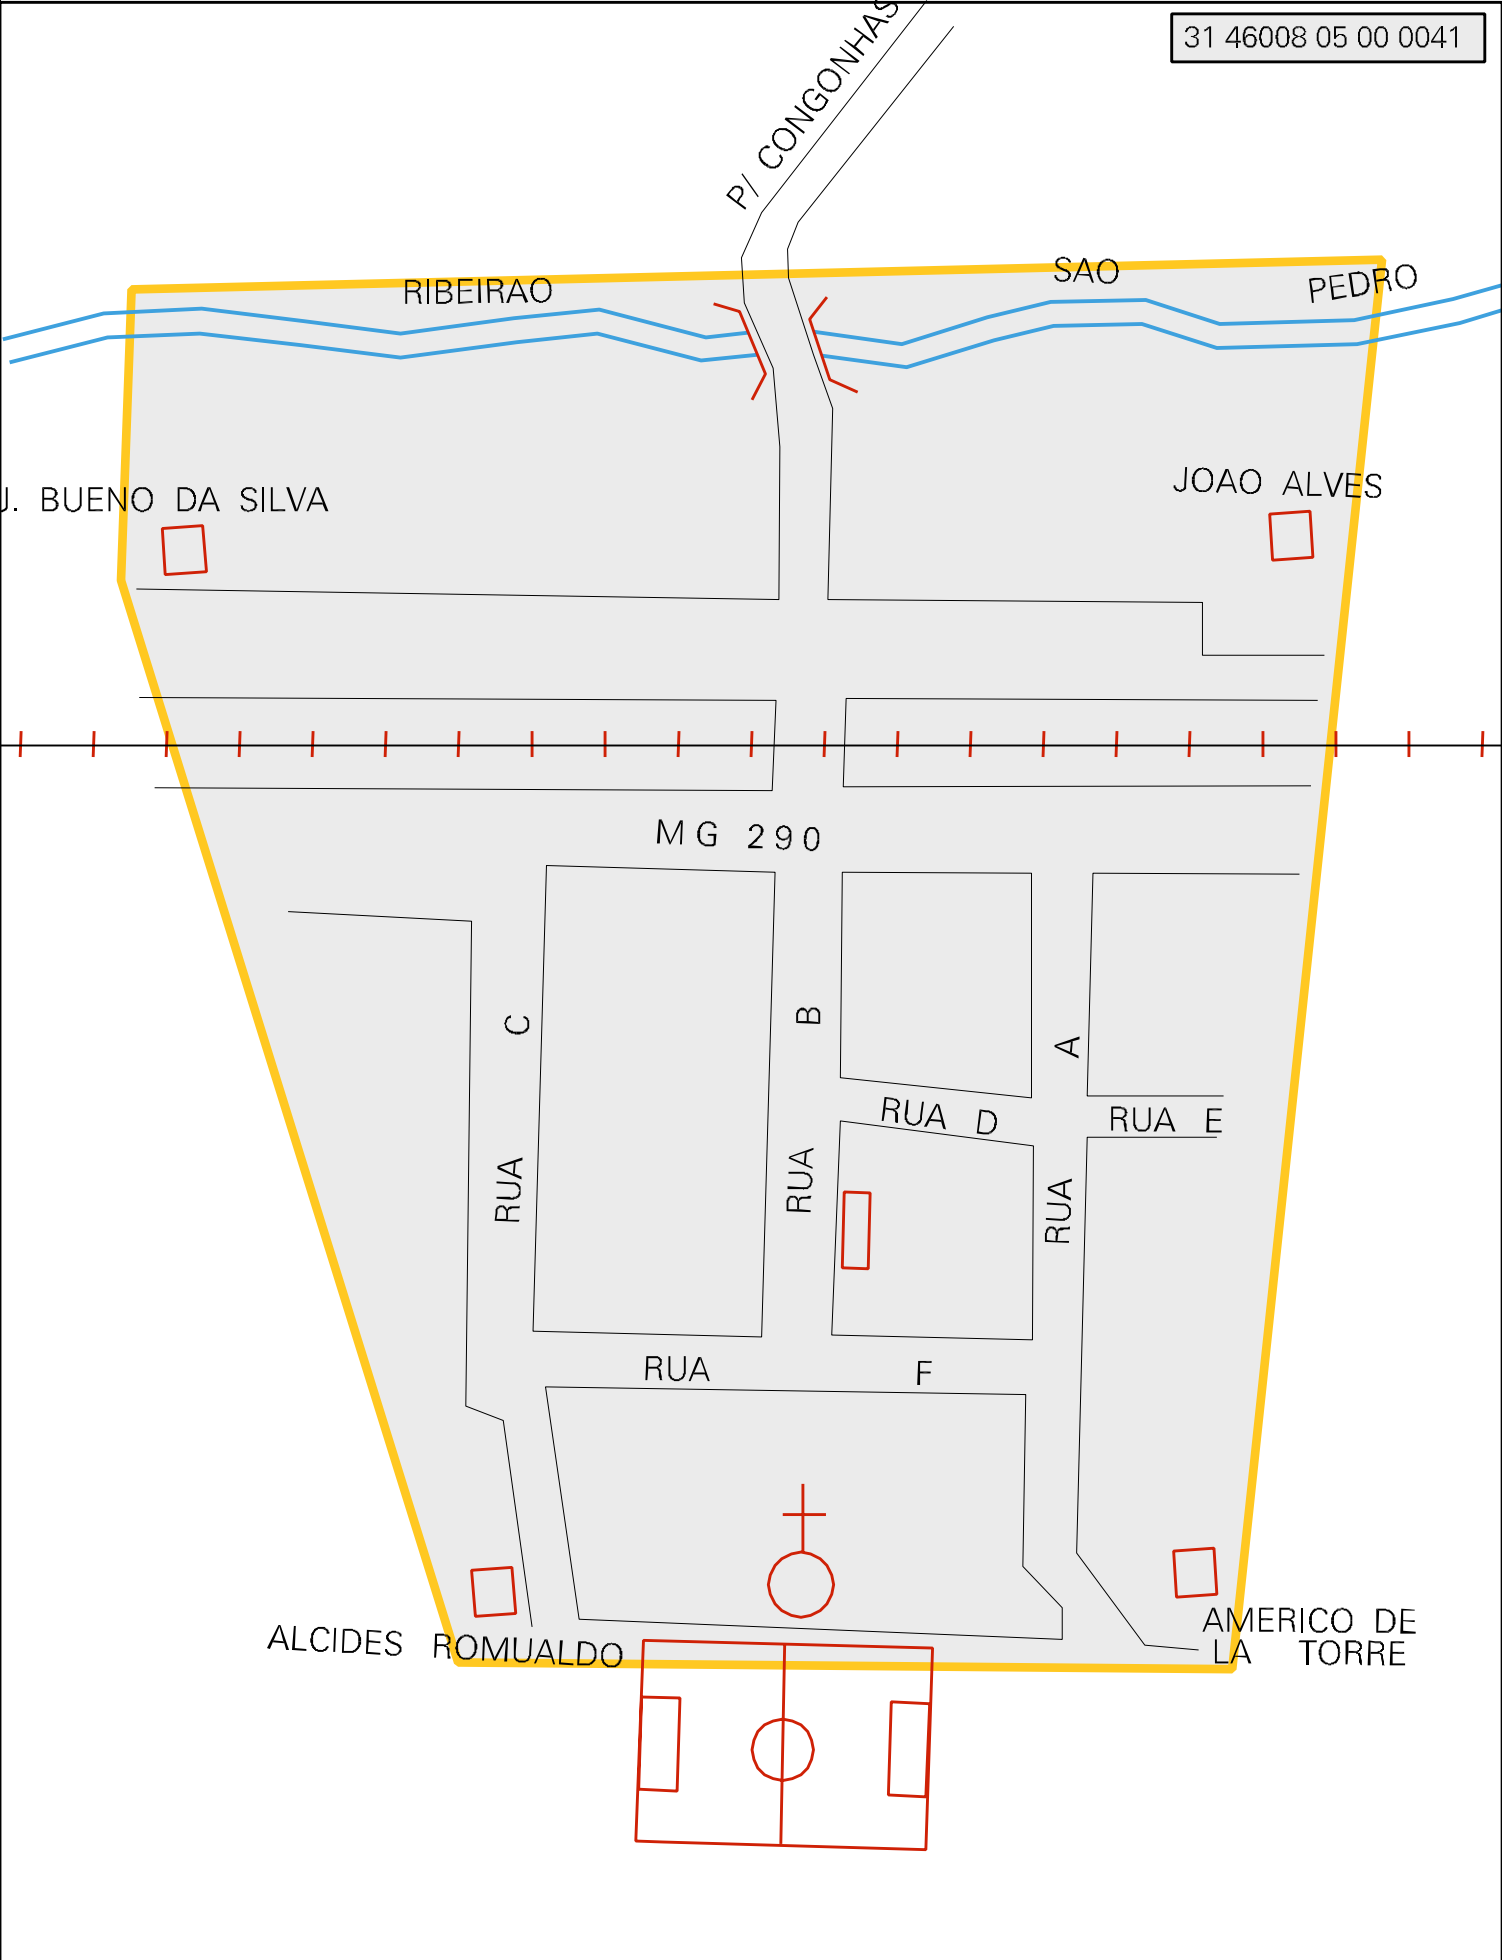 31 46008 05 00 0041
P/ CONGONHAS
RIBEIRAO SAO PEDRO
J. BUENO DA SILVA
JOAO ALVES
MG 290
RUA C
RUA B
RUA A
RUA D
RUA E
RUA F
ALCIDES ROMUALDO
AMERICO DE
LA TORRE